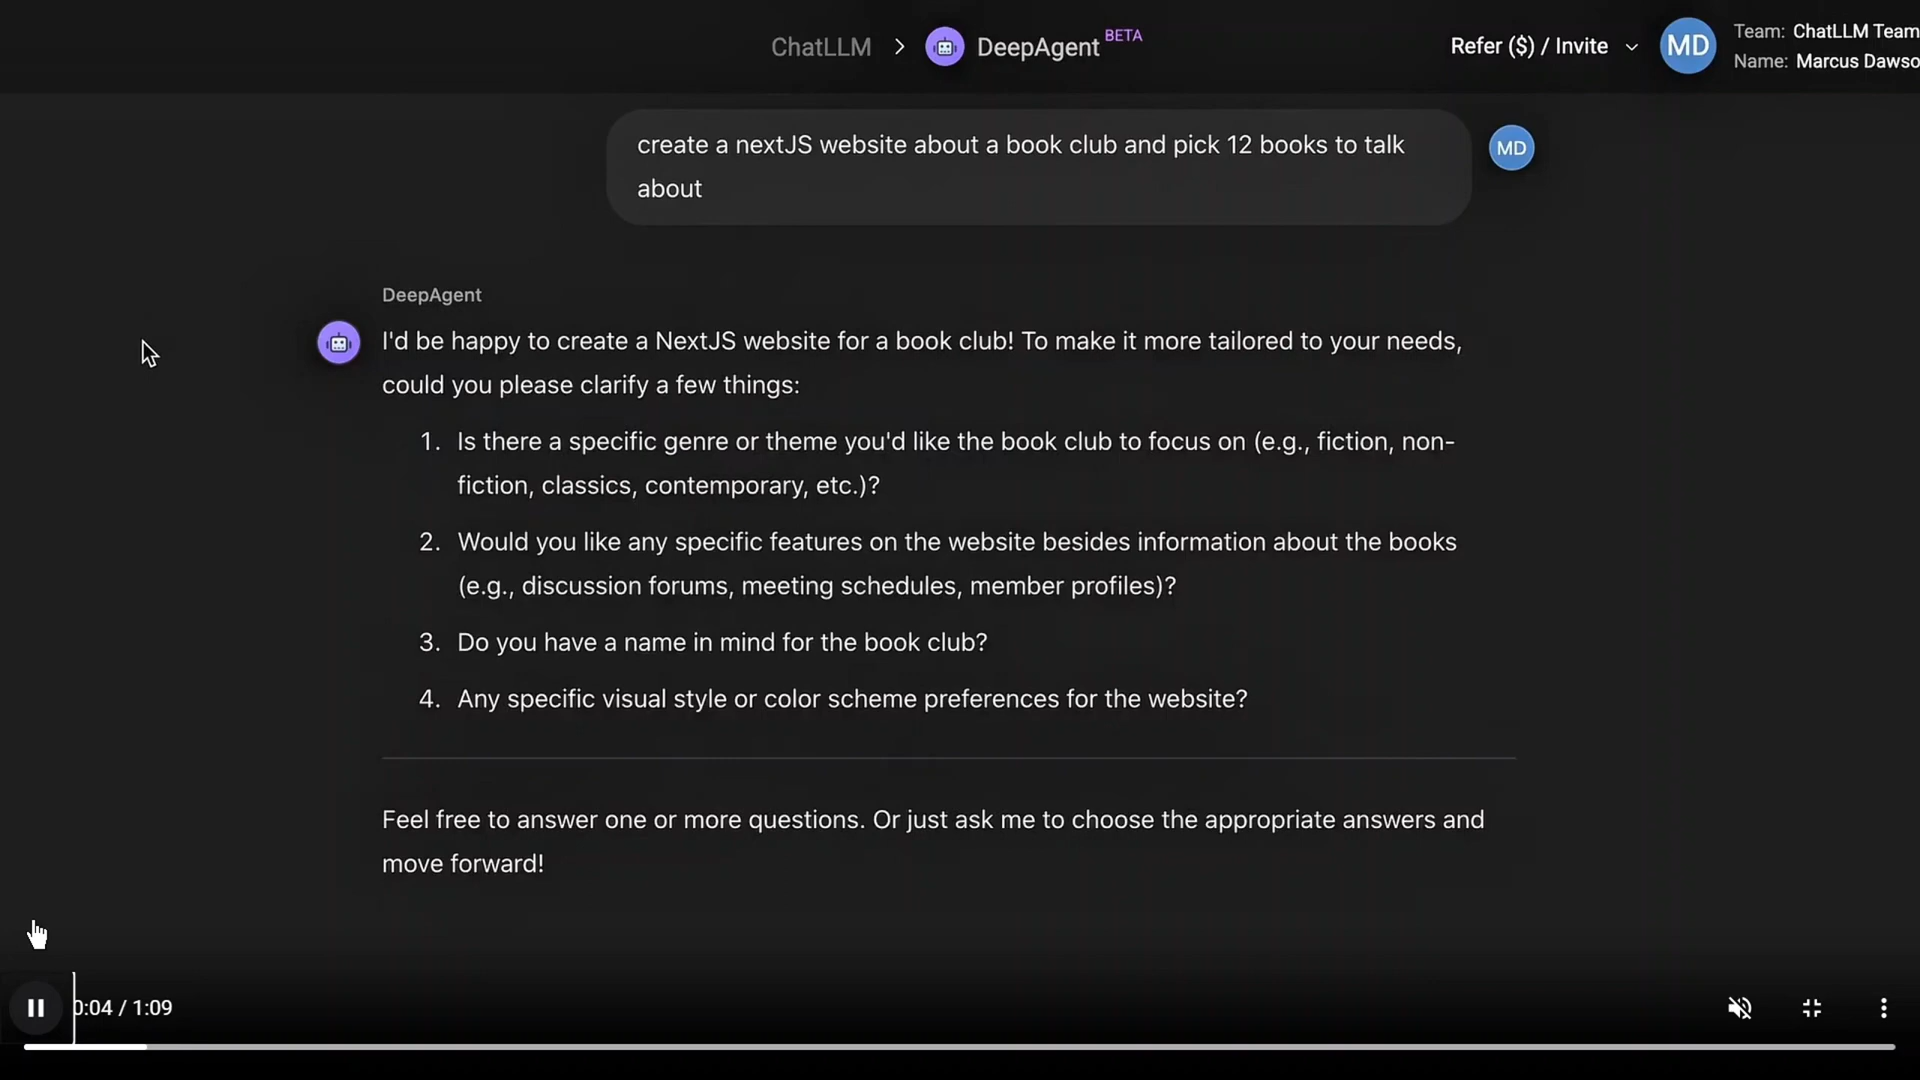 ChatLLM > DeepAgent BETA
Refer ($) / Invite
MD
Team: ChatLLM Team
Name: Marcus Dawso
create a nextJS website about a book club and pick 12 books to talk
about
MD
DeepAgent
I'd be happy to create a NextJS website for a book club! To make it more tailored to your needs,
could you please clarify a few things:
1. Is there a specific genre or theme you'd like the book club to focus on (e.g., fiction, non-
fiction, classics, contemporary, etc.)?
2. Would you like any specific features on the website besides information about the books
(e.g., discussion forums, meeting schedules, member profiles)?
3. Do you have a name in mind for the book club?
4. Any specific visual style or color scheme preferences for the website?
Feel free to answer one or more questions. Or just ask me to choose the appropriate answers and
move forward!
0:04 / 1:09